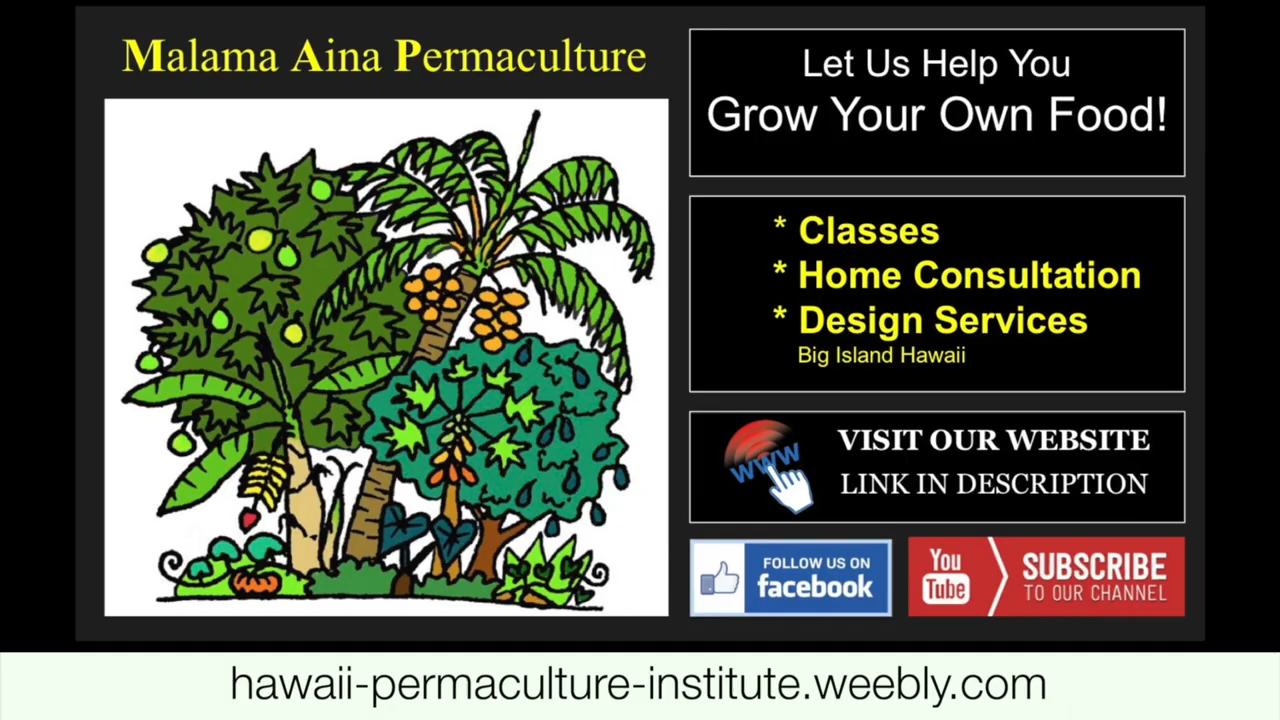 Malama Aina Permaculture
Let Us Help You
Grow Your Own Food!
* Classes
* Home Consultation
* Design Services
Big Island Hawaii
WWW
VISIT OUR WEBSITE
LINK IN DESCRIPTION
FOLLOW US ON
facebook
You
Tube
SUBSCRIBE
TO OUR CHANNEL
hawaii-permaculture-institute.weebly.com